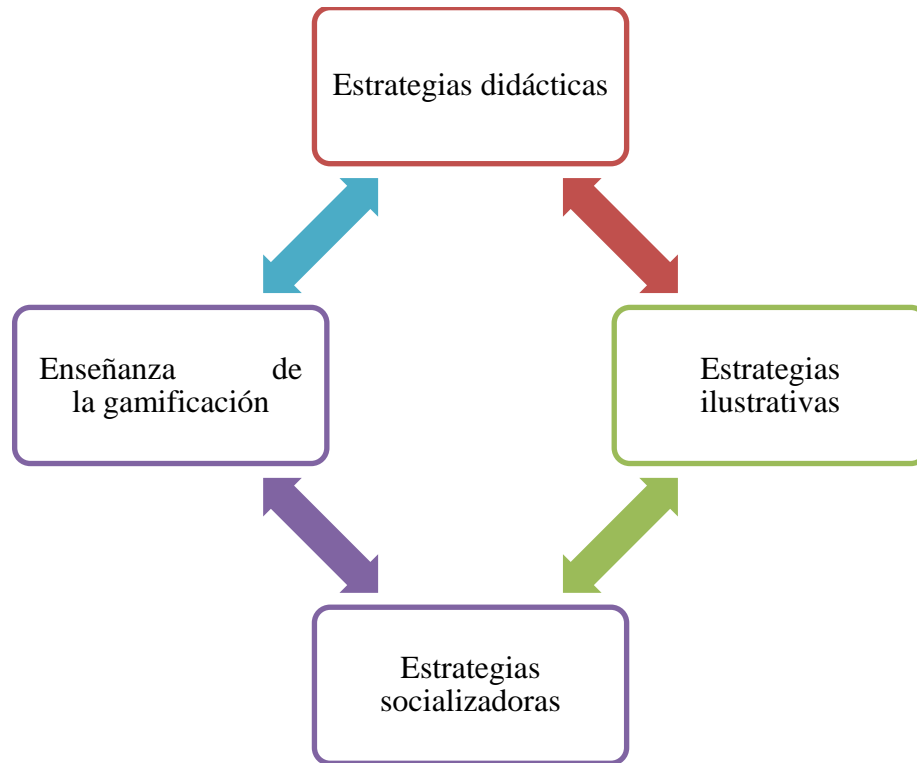 Estrategias didácticas
Enseñanza de
la gamificación
Estrategias
ilustrativas
Estrategias
socializadoras